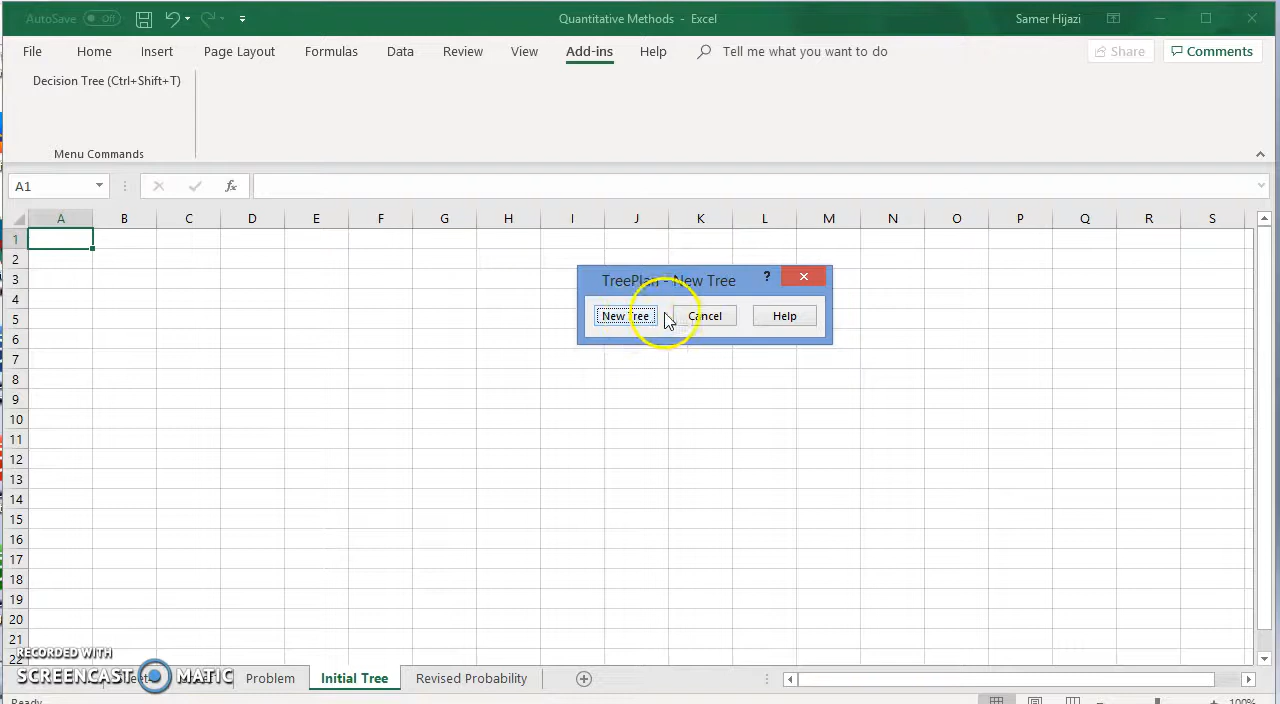 AutoSave Off Quantitative Methods - Excel Samer Hijazi
File Home Insert Page Layout Formulas Data Review View Add-ins Help Tell me what you want to do Share Comments
Decision Tree (Ctrl+Shift+T)
Menu Commands
A1 fx
A B C D E F G H I J K L M N O P Q R S
1
2
3
TreePlan - New Tree ?
4
5
New Tree Cancel Help
6
7
8
9
10
11
12
13
14
15
16
17
18
19
20
21
22
RECORDED WITH
SCREENCAST MATIC
Problem Initial Tree Revised Probability
Ready 100%